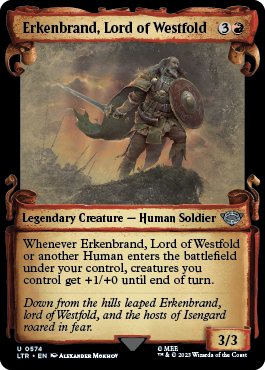 Erkenbrand, Lord of Westfold 3
Legendary Creature — Human Soldier
Whenever Erkenbrand, Lord of Westfold
or another Human enters the battlefield
under your control, creatures you
control get +1/+0 until end of turn.
Down from the hills leaped Erkenbrand,
lord of Westfold, and the hosts of Isengard
roared in fear.
3/3
U 0574
LTR • EN ALEXANDER MOKHOV
© MEE
™ & © 2023 Wizards of the Coast